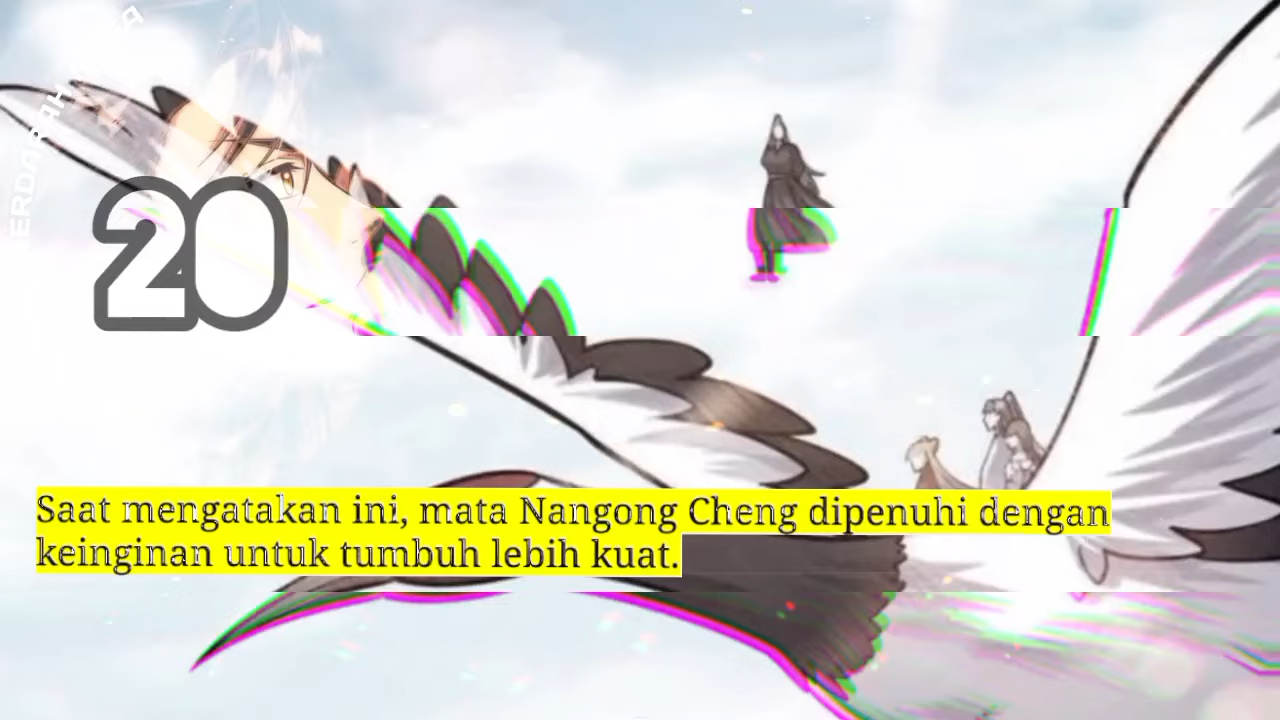 20
Saat mengatakan ini, mata Nangong Cheng dipenuhi dengan
keinginan untuk tumbuh lebih kuat.